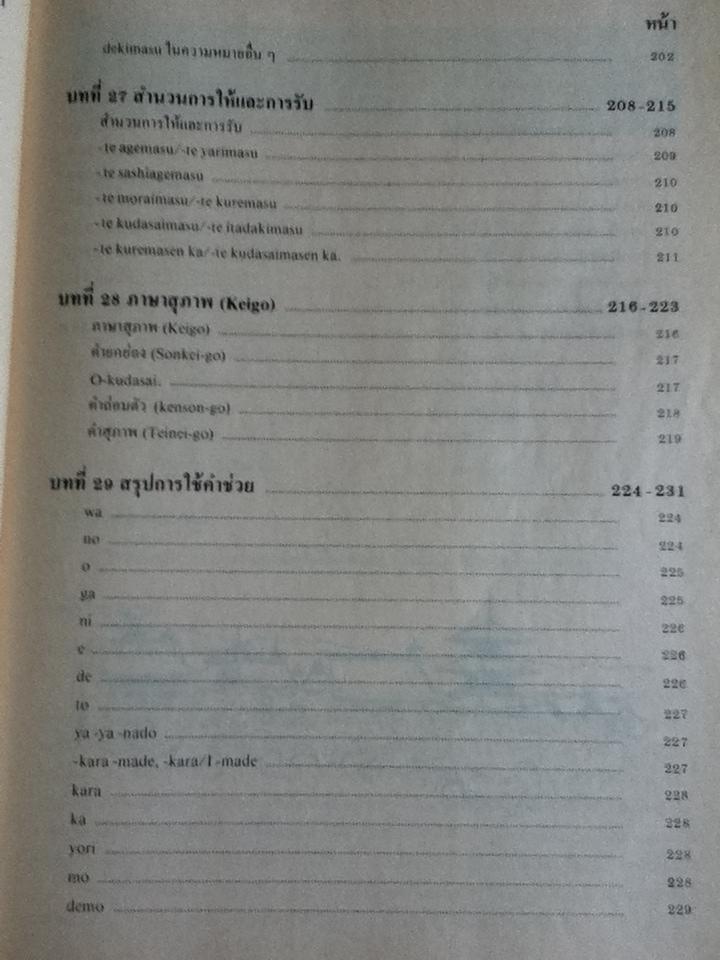 หน้า
dekimasu ในความหมายอื่น ๆ 202
บทที่ 27 สำนวนการให้และการรับ 208-215
สำนวนการให้และการรับ 208
-te agemasu/-te yarimasu 209
-te sashiagemasu 210
-te moraimasu/-te kuremasu 210
-te kudasaimasu/-te itadakimasu 210
-te kuremasen ka/-te kudasaimasen ka. 211
บทที่ 28 ภาษาสุภาพ (Keigo) 216-223
ภาษาสุภาพ (Keigo) 216
คำยกย่อง (Sonkei-go) 217
O-kudasai. 217
คำถ่อมตัว (kenson-go) 218
คำสุภาพ (Teinei-go) 219
บทที่ 29 สรุปการใช้คำช่วย 224-231
wa 224
no 224
o 225
ga 225
ni 226
e 226
de 226
to 227
ya -ya -nado 227
-kara -made, -kara/1 -made 227
kara 228
ka 228
yori 228
mo 228
demo 229